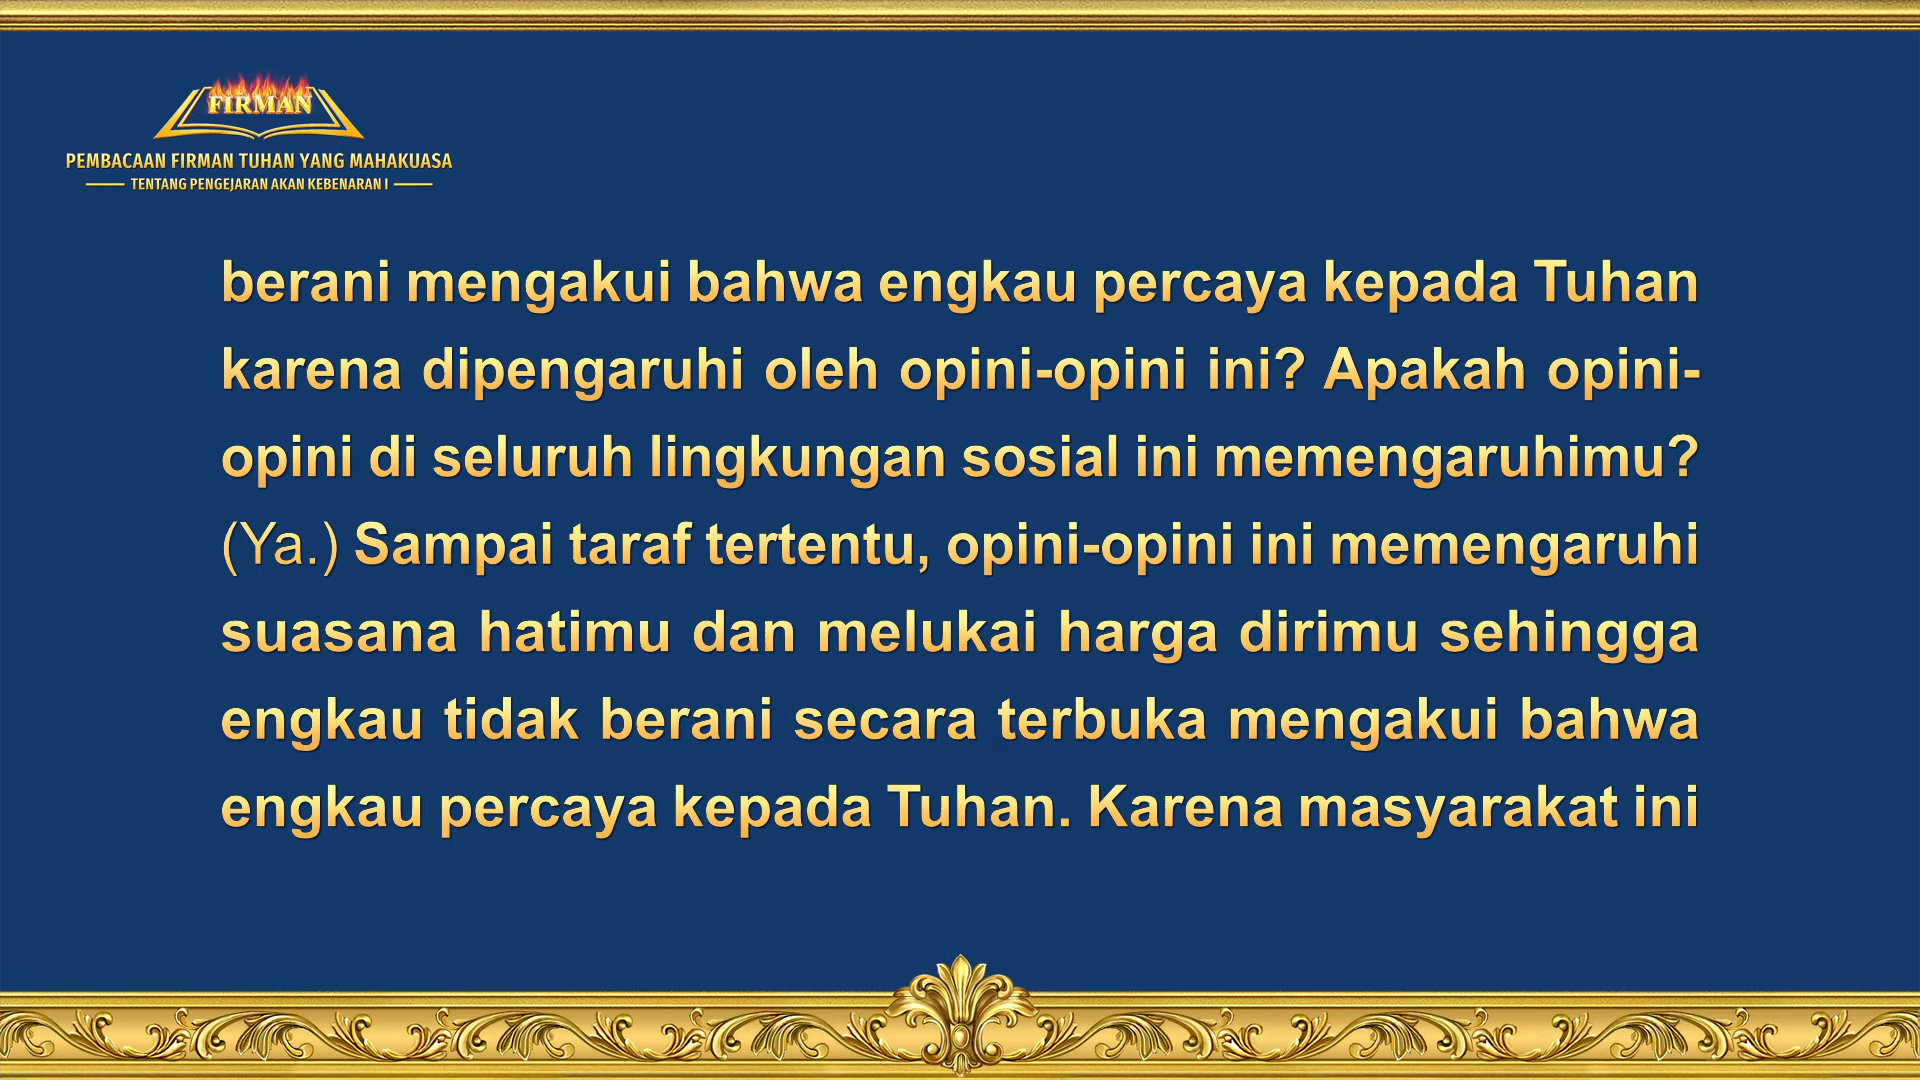 FIRMAN
PEMBACAAN FIRMAN TUHAN YANG MAHAKUASA
TENTANG PENGEJARAN AKAN KEBENARAN I
berani mengakui bahwa engkau percaya kepada Tuhan
karena dipengaruhi oleh opini-opini ini? Apakah opini-
opini di seluruh lingkungan sosial ini memengaruhimu?
(Ya.) Sampai taraf tertentu, opini-opini ini memengaruhi
suasana hatimu dan melukai harga dirimu sehingga
engkau tidak berani secara terbuka mengakui bahwa
engkau percaya kepada Tuhan. Karena masyarakat ini